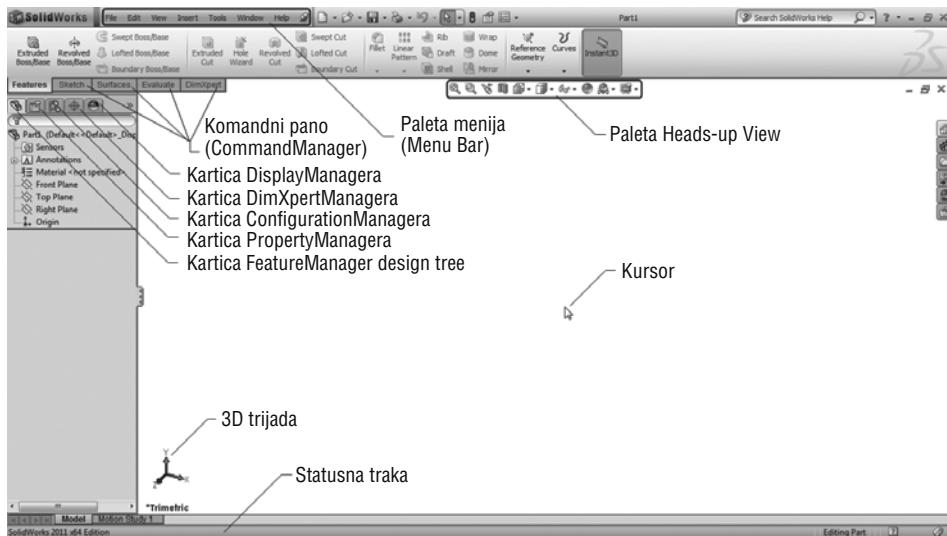 SolidWorks File Edit View Insert Tools Window Help Part1 Search SolidWorks Help
Extruded Boss/Base Revolved Boss/Base Swept Boss/Base Lofted Boss/Base Boundary Boss/Base Extruded Cut Hole Wizard Revolved Cut Swept Cut Lofted Cut Boundary Cut Fillet Linear Pattern Rib Draft Shell Wrap Dome Mirror Reference Geometry Curves Instant3D
Features Sketch Surfaces Evaluate DimXpert
Komandni pano
(CommandManager)
Paleta menija
(Menu Bar)
Paleta Heads-up View
Part1 (Default<<Default>_Disp
Sensors
Annotations
Material <not specified>
Front Plane
Top Plane
Right Plane
Origin
Kartica DisplayManagera
Kartica DimXpertManagera
Kartica ConfigurationManagera
Kartica PropertyManagera
Kartica FeatureManager design tree
Kursor
3D trijada
Y
X
Z
Statusna traka
*Trimetric
Model Motion Study 1
SolidWorks 2011 x64 Edition Editing Part